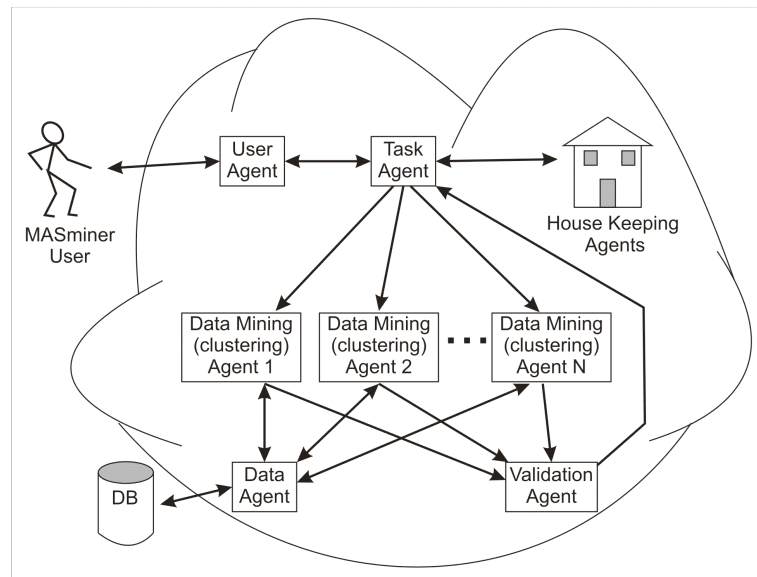 User
Agent
Task
Agent
MASminer
User
House Keeping
Agents
Data Mining
(clustering)
Agent 1
Data Mining
(clustering)
Agent 2
Data Mining
(clustering)
Agent N
DB
Data
Agent
Validation
Agent